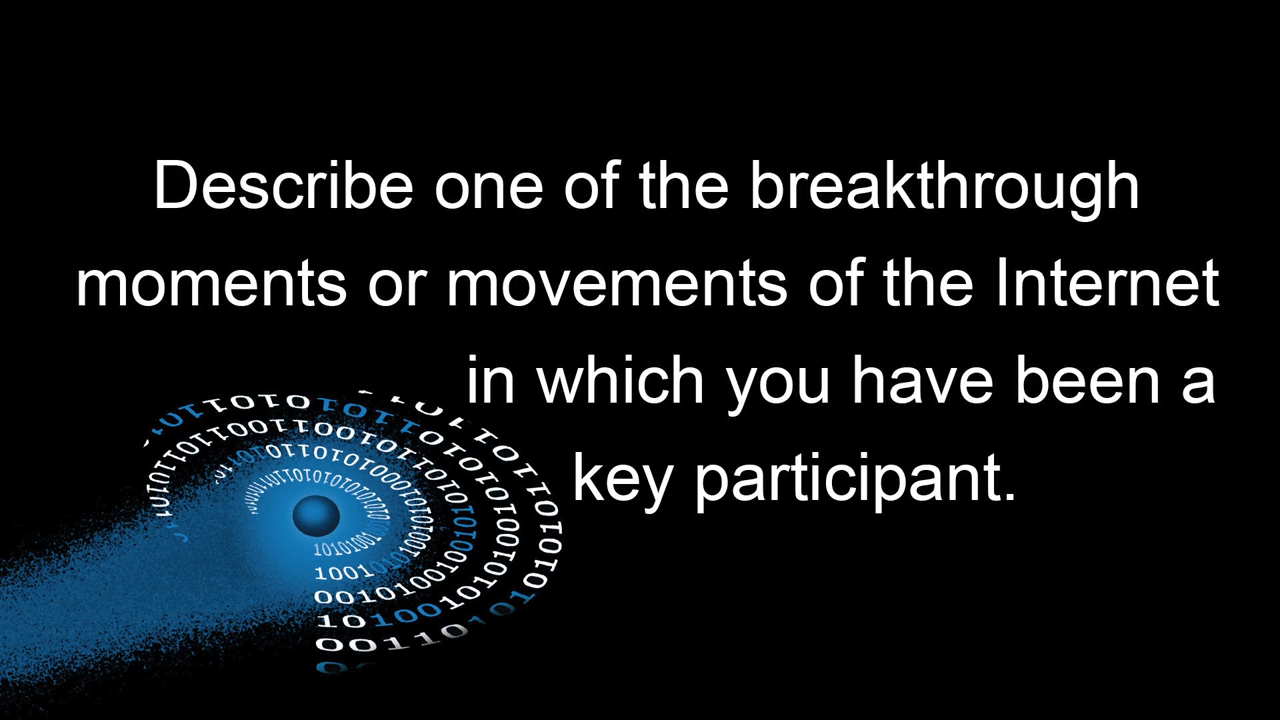 Describe one of the breakthrough
moments or movements of the Internet
in which you have been a
key participant.